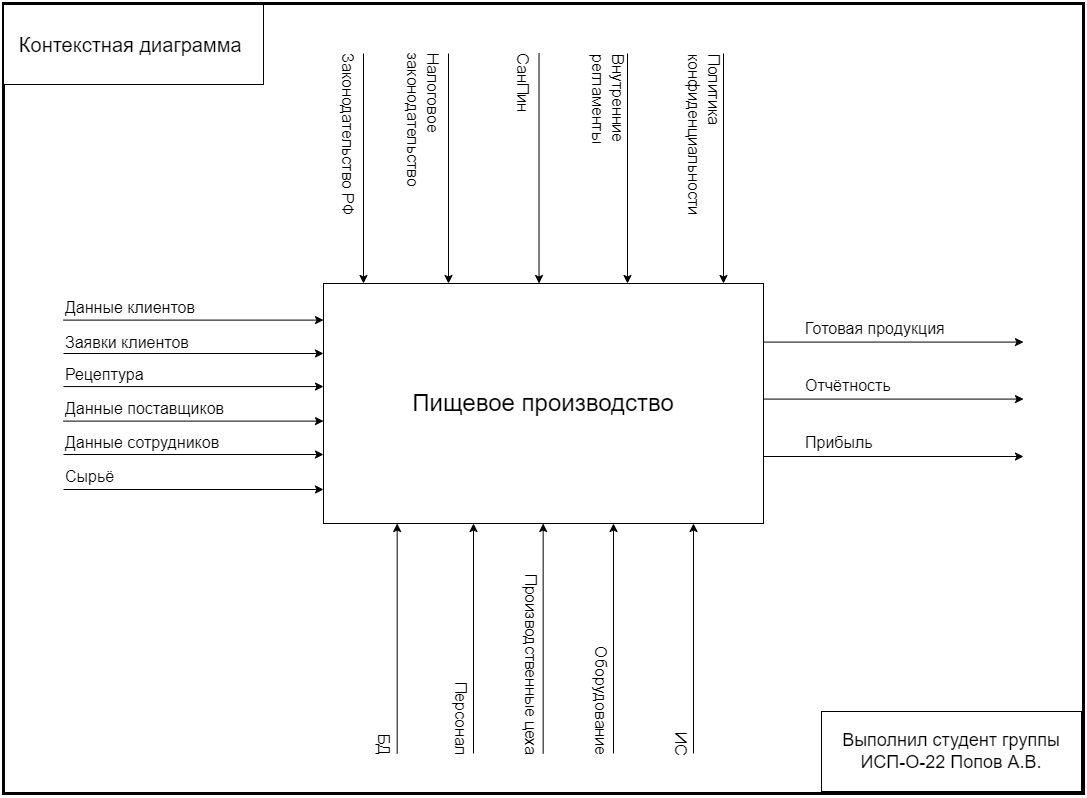 Контекстная диаграмма
Законодательство РФ
Налоговое
законодательство
СанПин
Внутренние
регламенты
Политика
конфиденциальности
Данные клиентов
Заявки клиентов
Рецептура
Данные поставщиков
Данные сотрудников
Сырьё
Пищевое производство
Готовая продукция
Отчётность
Прибыль
БД
Персонал
Производственные цеха
Оборудование
ИС
Выполнил студент группы
ИСП-О-22 Попов А.В.